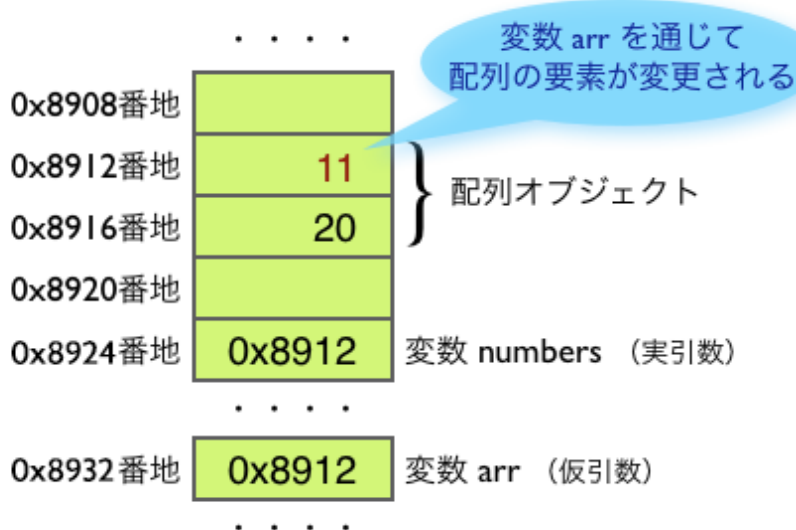 ・・・・
変数 arr を通じて
配列の要素が変更される
0x8908番地
0x8912番地 11
0x8916番地 20
配列オブジェクト
0x8920番地
0x8924番地 0x8912 変数 numbers （実引数）
・・・・
0x8932番地 0x8912 変数 arr （仮引数）
・・・・